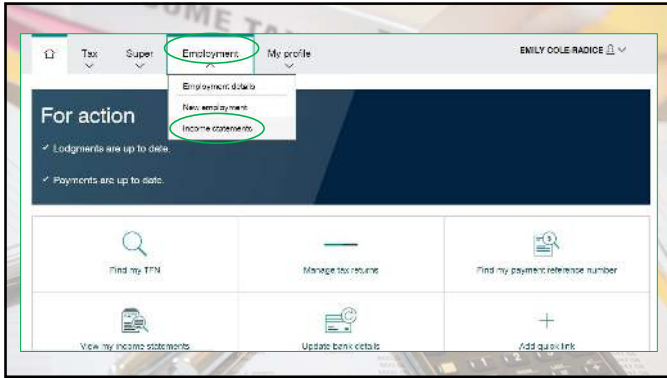 INCOME TAX
Tax Super Employment My profile EMILY COLE-RADICE
Employment details
New employment
Income statements
For action
Lodgments are up to date.
Payments are up to date.
Find my TFN Manage tax returns Find my payment reference number
View my income statements Update bank details Add quick link